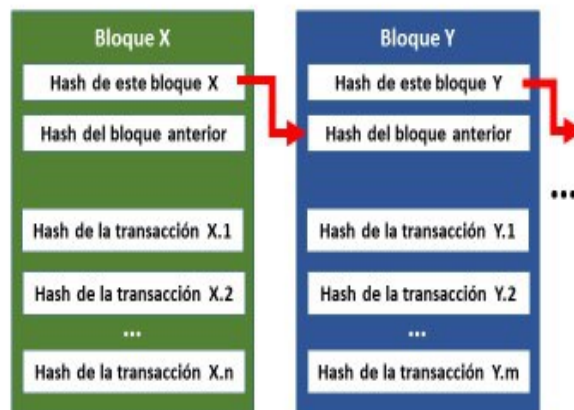 Bloque X
Hash de este bloque X
Hash del bloque anterior
Hash de la transacción X.1
Hash de la transacción X.2
...
Hash de la transacción X.n
Bloque Y
Hash de este bloque Y
Hash del bloque anterior
Hash de la transacción Y.1
Hash de la transacción Y.2
...
Hash de la transacción Y.m
...